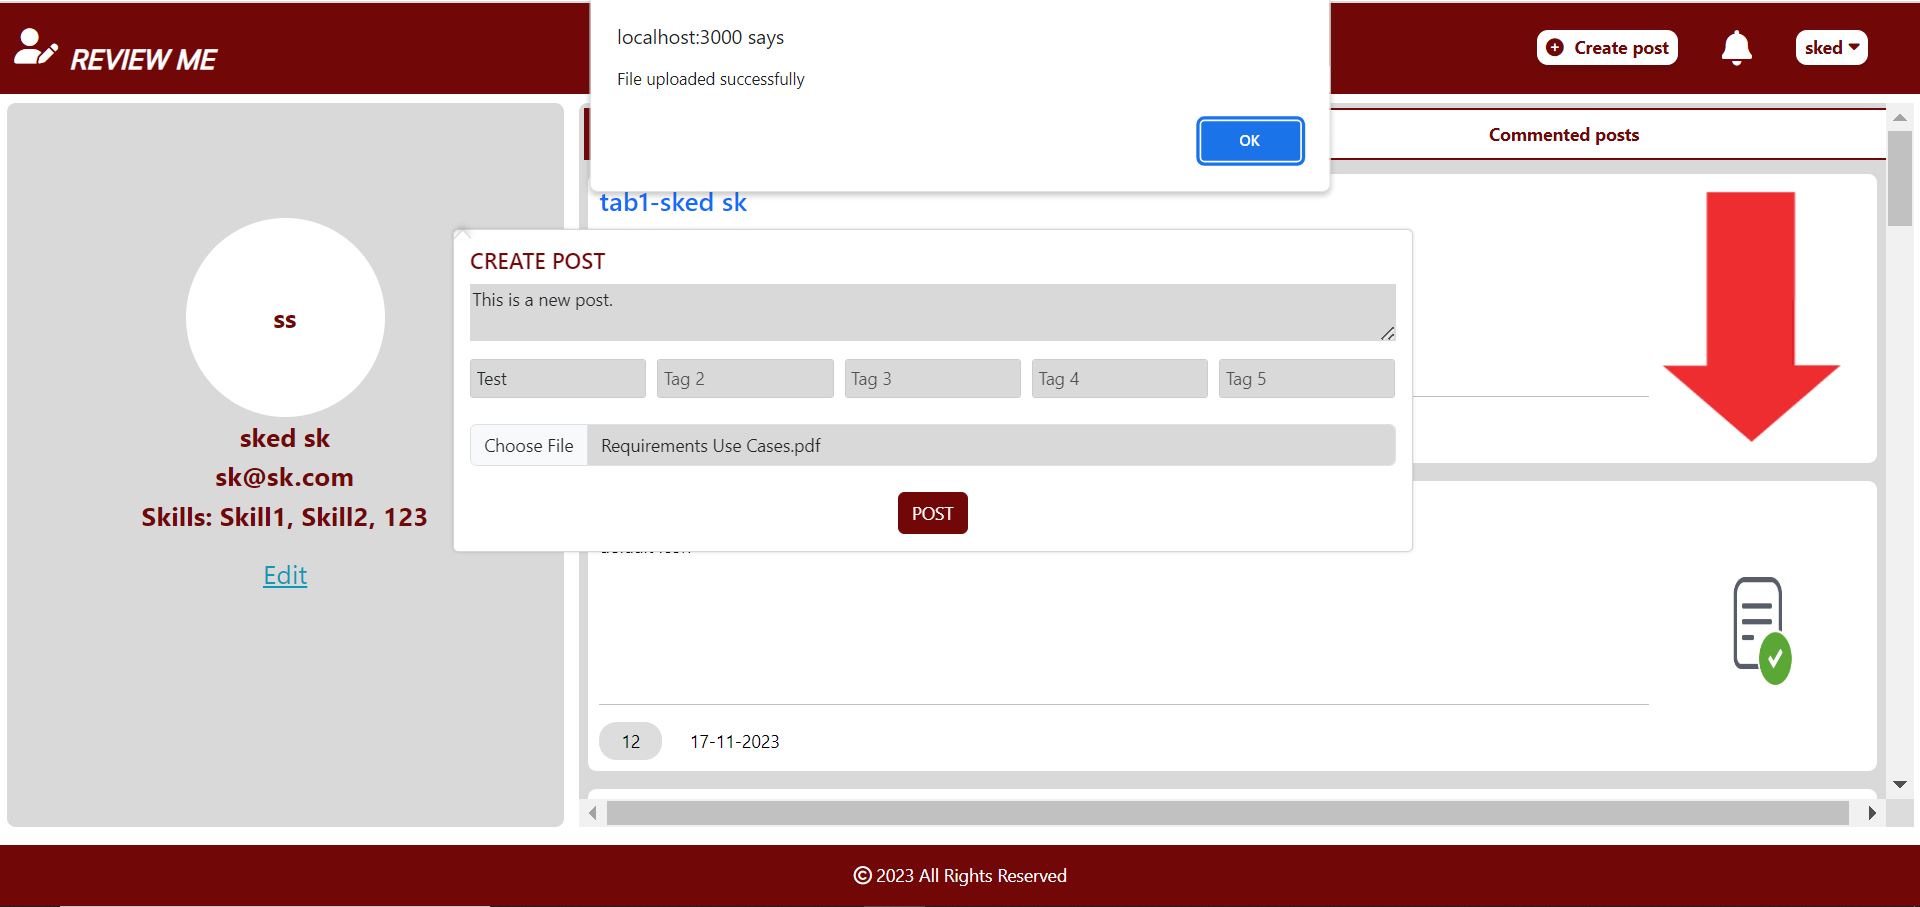 REVIEW ME
localhost:3000 says
File uploaded successfully
OK
Create post
sked
Commented posts
tab1-sked sk
CREATE POST
This is a new post.
Test
Tag 2
Tag 3
Tag 4
Tag 5
Choose File
Requirements Use Cases.pdf
POST
ss
sked sk
sk@sk.com
Skills: Skill1, Skill2, 123
Edit
12
17-11-2023
© 2023 All Rights Reserved